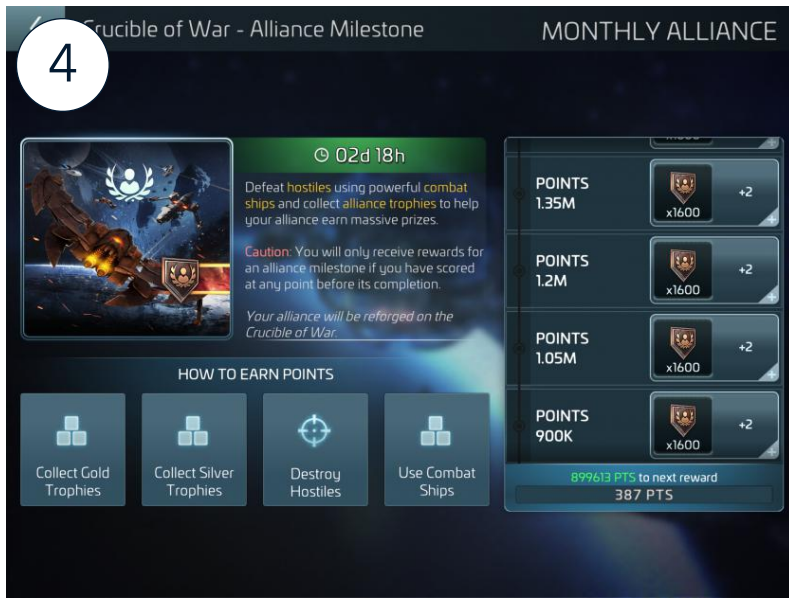 Crucible of War - Alliance Milestone
MONTHLY ALLIANCE
4
02d 18h
Defeat hostiles using powerful combat
ships and collect alliance trophies to help
your alliance earn massive prizes.
Caution: You will only receive rewards for
an alliance milestone if you have scored
at any point before its completion.
Your alliance will be reforged on the
Crucible of War.
HOW TO EARN POINTS
Collect Gold
Trophies
Collect Silver
Trophies
Destroy
Hostiles
Use Combat
Ships
POINTS
1.35M
x1600
+2
POINTS
1.2M
x1600
+2
POINTS
1.05M
x1600
+2
POINTS
900K
x1600
+2
899613 PTS to next reward
387 PTS